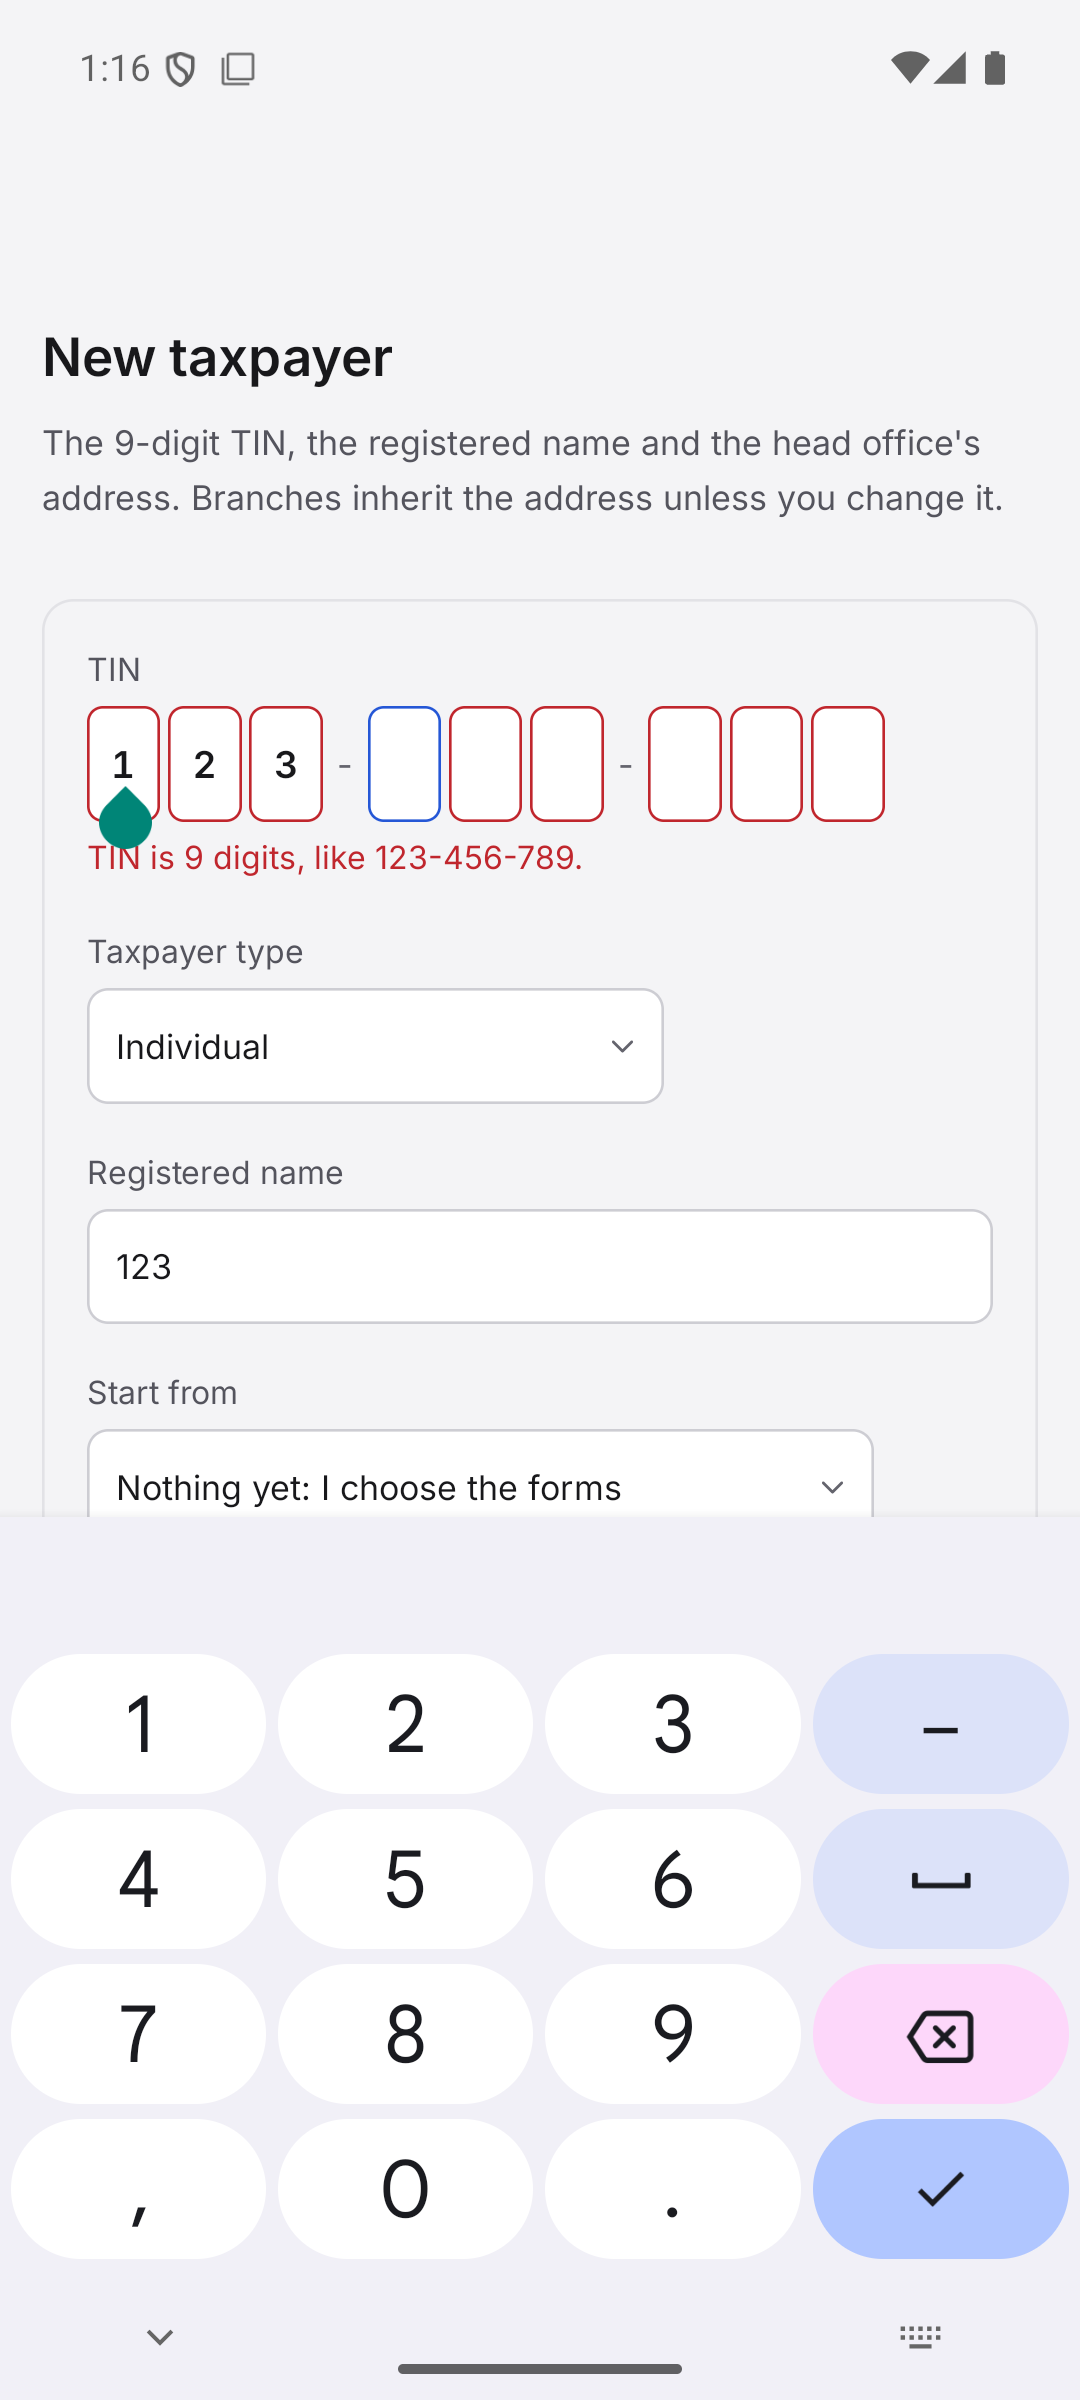 1:16
New taxpayer
The 9-digit TIN, the registered name and the head office's
address. Branches inherit the address unless you change it.
TIN
1 2 3 - -
TIN is 9 digits, like 123-456-789.
Taxpayer type
Individual
Registered name
123
Start from
Nothing yet: I choose the forms
1 2 3 –
4 5 6
7 8 9
, 0 .